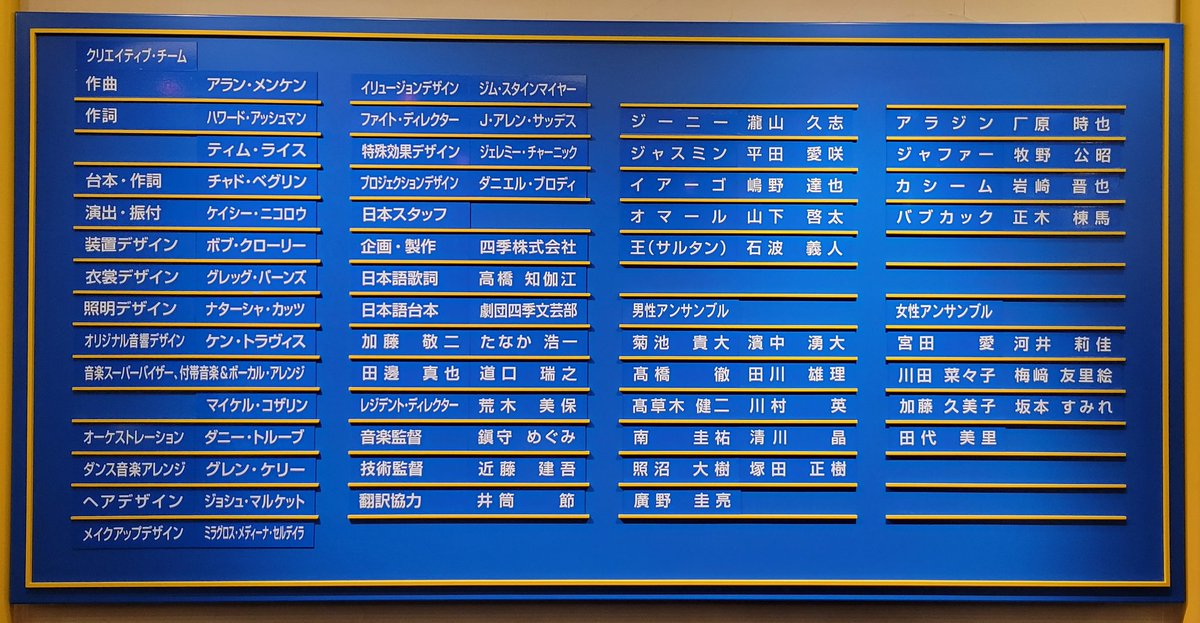 クリエイティブ・チーム
作曲 アラン・メンケン
作詞 ハワード・アッシュマン
ティム・ライス
台本・作詞 チャド・ベグリン
演出・振付 ケイシー・ニコロウ
装置デザイン ボブ・クローリー
衣裳デザイン グレッグ・バーンズ
照明デザイン ナターシャ・カッツ
オリジナル音響デザイン ケン・トラヴィス
音楽スーパーバイザー、付帯音楽&ボーカル・アレンジ
マイケル・コザリン
オーケストレーション ダニー・トルーブ
ダンス音楽アレンジ グレン・ケリー
ヘアデザイン ジョシュ・マルケット
メイクアップデザイン ミラグロス・メディーナ・セルデイラ
イリュージョンデザイン ジム・スタインマイヤー
ファイト・ディレクター J・アレン・サッデス
特殊効果デザイン ジェレミー・チャーニック
プロジェクションデザイン ダニエル・ブロディ
日本スタッフ
企画・製作 四季株式会社
日本語歌詞 高橋 知伽江
日本語台本 劇団四季文芸部
加藤 敬二 たなか 浩一
田邊 真也 道口 瑞之
レジデント・ディレクター 荒木 美保
音楽監督 鎮守 めぐみ
技術監督 近藤 建吾
翻訳協力 井筒 節
ジーニー 瀧山 久志
ジャスミン 平田 愛咲
イアーゴ 嶋野 達也
オマール 山下 啓太
王(サルタン) 石波 義人
男性アンサンブル
菊池 貴大 濱中 湧大
髙橋 徹 田川 雄理
髙草木 健二 川村 英
南 圭祐 清川 晶
照沼 大樹 塚田 正樹
廣野 圭亮
アラジン 厂原 時也
ジャファー 牧野 公昭
カシーム 岩崎 晋也
バブカック 正木 棟馬
女性アンサンブル
宮田 愛 河井 莉佳
川田 菜々子 梅﨑 友里絵
加藤 久美子 坂本 すみれ
田代 美里